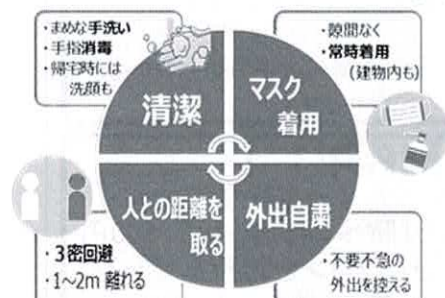 ・まめな手洗い
・手指消毒
・帰宅時には
洗顔も
清潔
・隙間なく
・常時着用
（建物内も）
マスク
着用
人との距離を
取る
・3密回避
・1～2m 離れる
外出自粛
・不要不急の
外出を控える